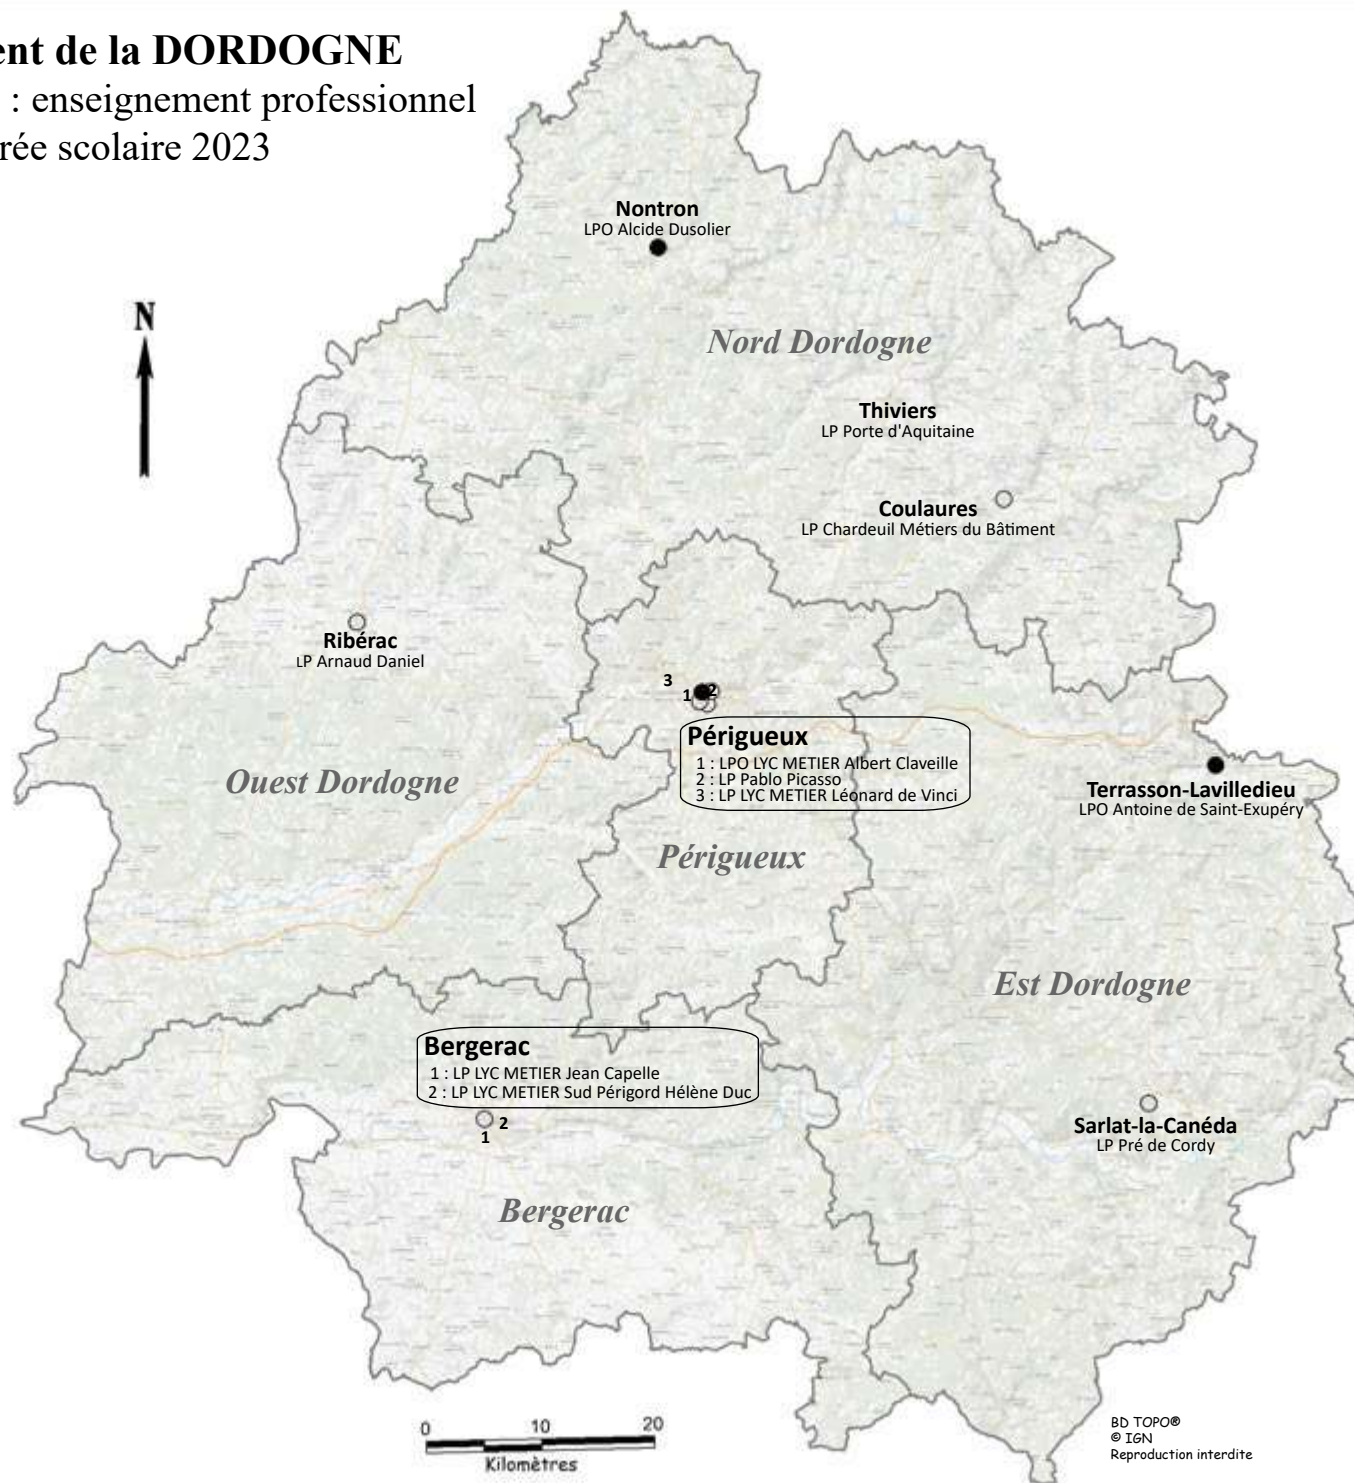 ent de la DORDOGNE
: enseignement professionnel
rée scolaire 2023
N
Nontron
LPO Alcide Dusolier
Nord Dordogne
Thiviers
LP Porte d'Aquitaine
Coulaures
LP Chardeuil Métiers du Bâtiment
Ribérac
LP Arnaud Daniel
3
1
2
Périgueux
1 : LPO LYC METIER Albert Claveille
2 : LP Pablo Picasso
3 : LP LYC METIER Léonard de Vinci
Ouest Dordogne
Terrasson-Lavilledieu
LPO Antoine de Saint-Exupéry
Périgueux
Est Dordogne
Bergerac
1 : LP LYC METIER Jean Capelle
2 : LP LYC METIER Sud Périgord Hélène Duc
2
1
Sarlat-la-Canéda
LP Pré de Cordy
Bergerac
0 10 20
Kilomètres
BD TOPO®
© IGN
Reproduction interdite